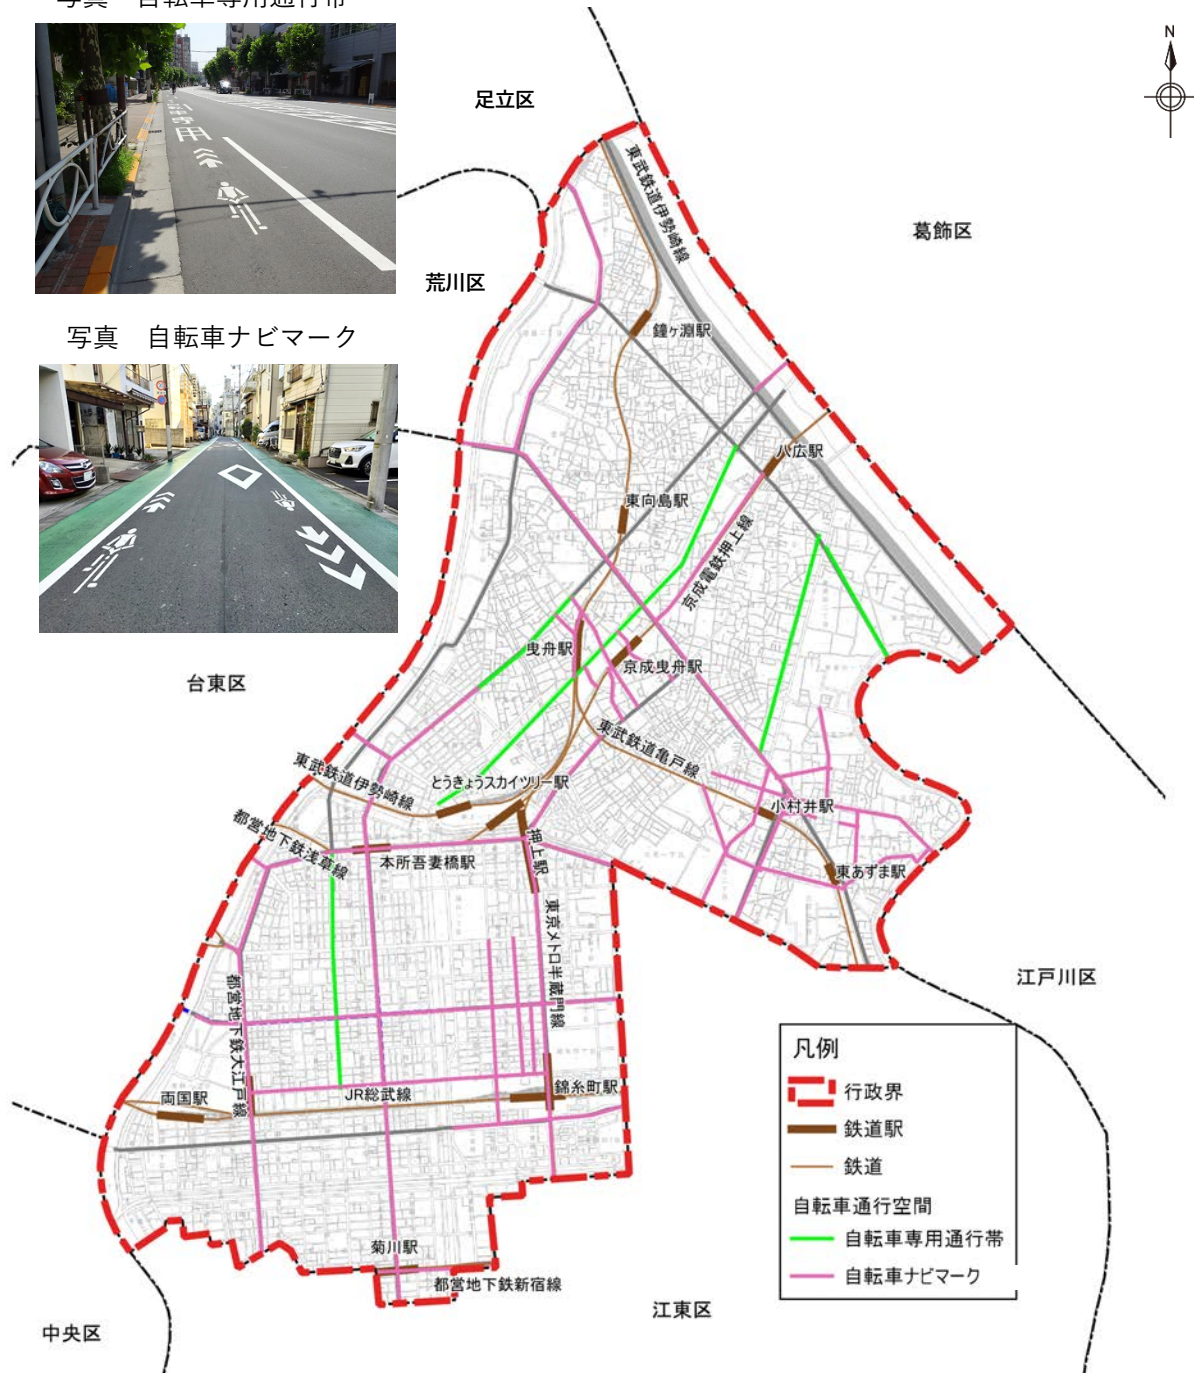 写真　自転車専用通行帯
N
足立区
葛飾区
荒川区
東武鉄道伊勢崎線
鐘ヶ淵駅
写真　自転車ナビマーク
八広駅
東向島駅
京成電鉄押上線
曳舟駅
京成曳舟駅
台東区
東武鉄道亀戸線
東武鉄道伊勢崎線
とうきょうスカイツリー駅
小村井駅
都営地下鉄浅草線
本所吾妻橋駅
押上駅
東あずま駅
東京メトロ半蔵門線
都営地下鉄大江戸線
江戸川区
両国駅
JR総武線
錦糸町駅
凡例
行政界
鉄道駅
鉄道
自転車通行空間
自転車専用通行帯
自転車ナビマーク
菊川駅
都営地下鉄新宿線
江東区
中央区